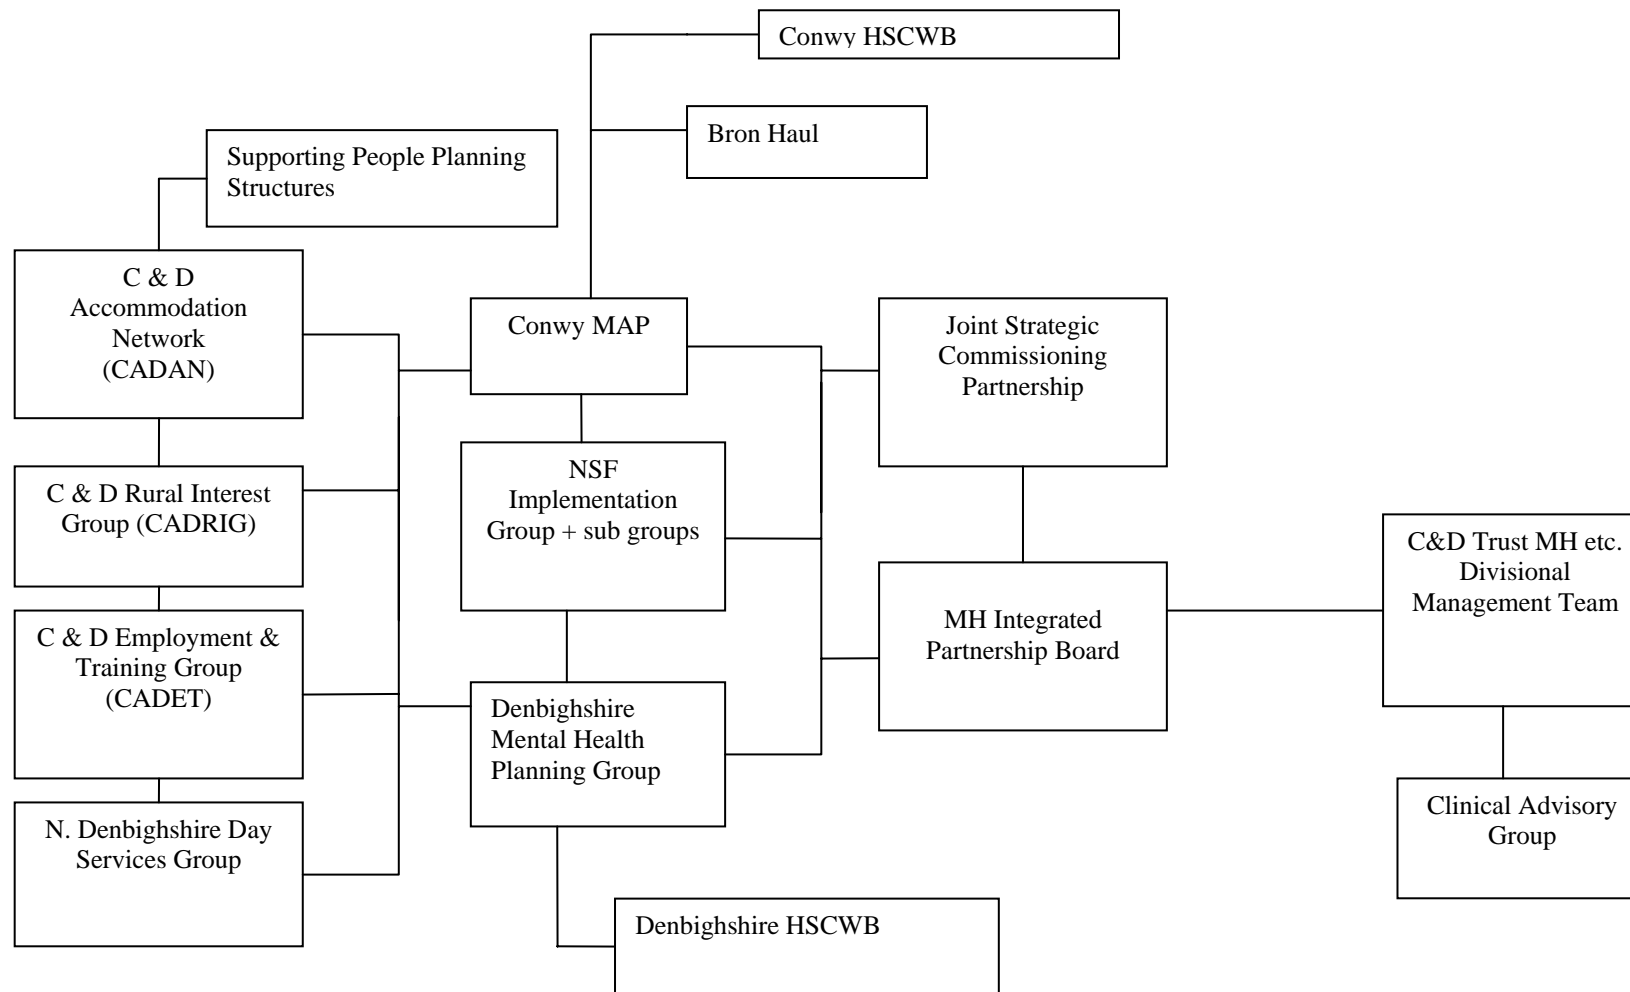 Conwy HSCWB
Bron Haul
Supporting People Planning
Structures
C & D
Accommodation
Network
(CADAN)
Conwy MAP
Joint Strategic
Commissioning
Partnership
C & D Rural Interest
Group (CADRIG)
NSF
Implementation
Group + sub groups
C&D Trust MH etc.
Divisional
Management Team
C & D Employment &
Training Group
(CADET)
MH Integrated
Partnership Board
Denbighshire
Mental Health
Planning Group
N. Denbighshire Day
Services Group
Clinical Advisory
Group
Denbighshire HSCWB